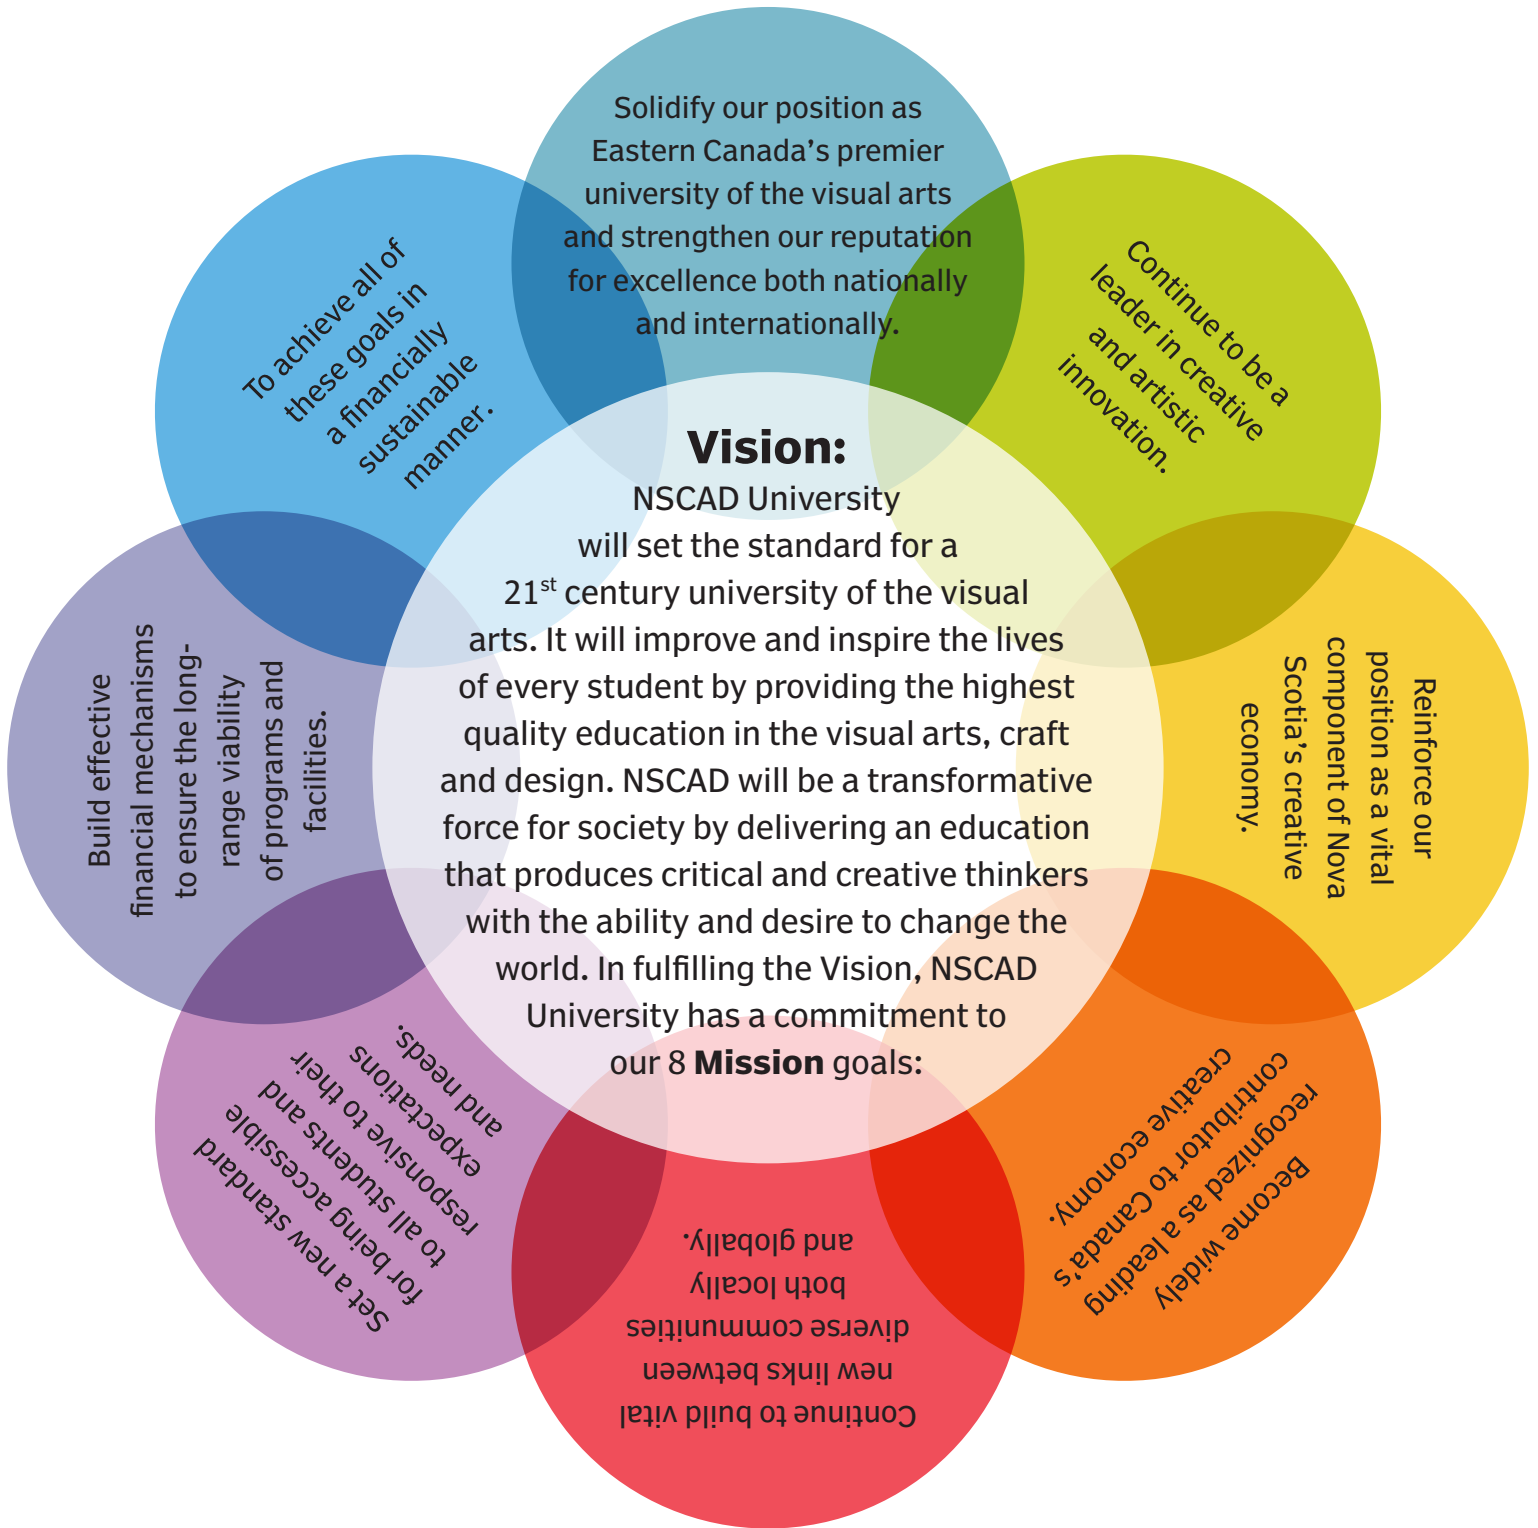 Solidify our position as
Eastern Canada's premier
university of the visual arts
and strengthen our reputation
for excellence both nationally
and internationally.
Continue to be a
leader in creative
and artistic
innovation.
Reinforce our
position as a vital
component of Nova
Scotia's creative
economy.
Become widely
recognized as a leading
contributor to Canada's
creative economy.
Continue to build vital
new links between
diverse communities
both locally
and globally.
Set a new standard
for being accessible
to all students and
responsive to their
expectations
and needs.
Build effective
financial mechanisms
to ensure the long-
range viability
of programs and
facilities.
To achieve all of
these goals in
a financially
sustainable
manner.
Vision:
NSCAD University
will set the standard for a
21st century university of the visual
arts. It will improve and inspire the lives
of every student by providing the highest
quality education in the visual arts, craft
and design. NSCAD will be a transformative
force for society by delivering an education
that produces critical and creative thinkers
with the ability and desire to change the
world. In fulfilling the Vision, NSCAD
University has a commitment to
our 8 Mission goals: